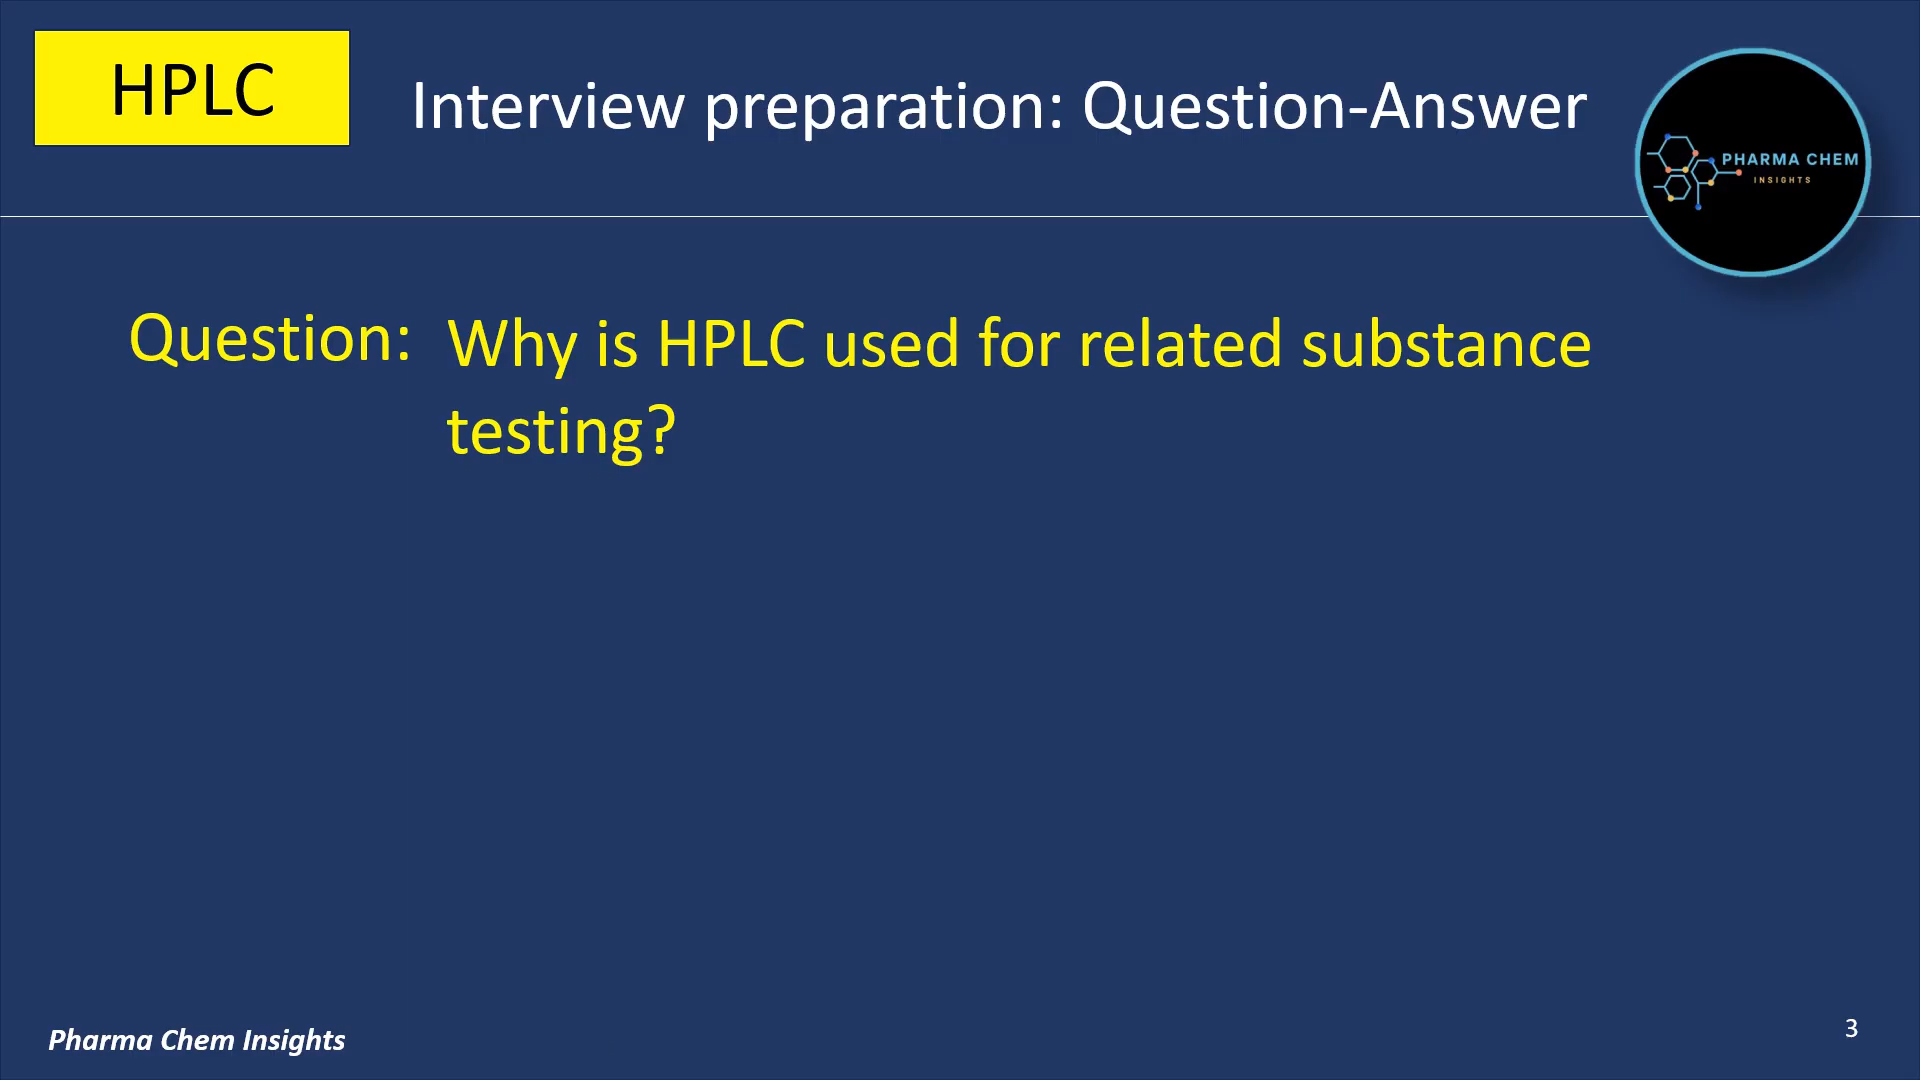 HPLC
Interview preparation: Question-Answer
PHARMA CHEM
INSIGHTS
Question: Why is HPLC used for related substance
testing?
Pharma Chem Insights
3